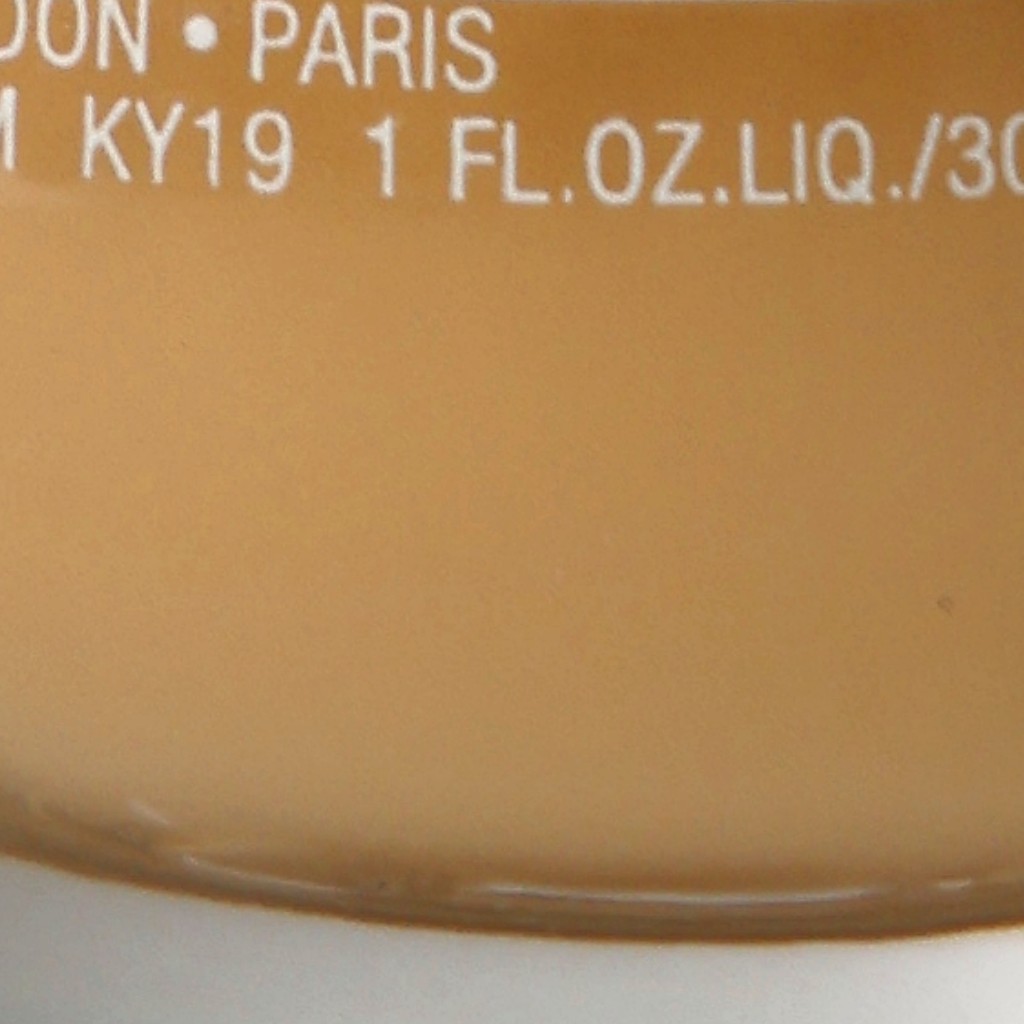 DON • PARIS
M KY19 1 FL.OZ.LIQ./30